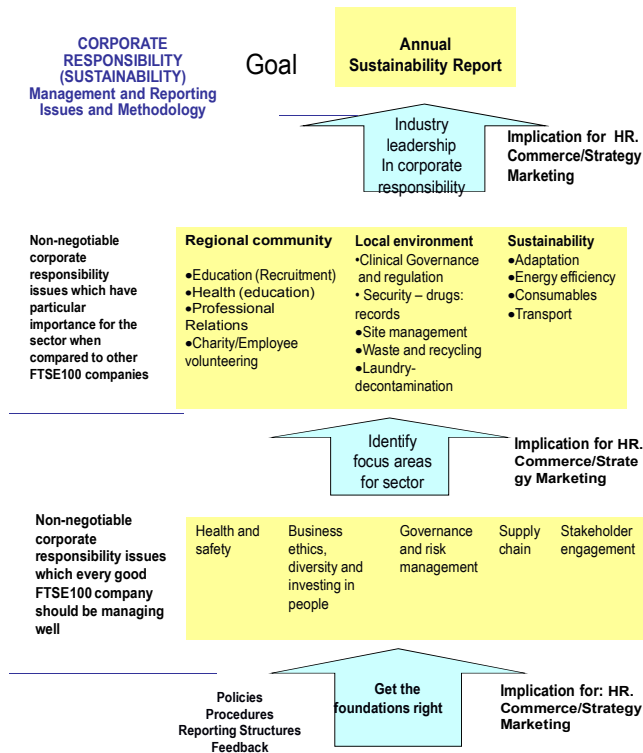 CORPORATE
RESPONSIBILITY
(SUSTAINABILITY)
Management and Reporting
Issues and Methodology
Goal
Annual
Sustainability Report
Industry
leadership
In corporate
responsibility
Implication for HR.
Commerce/Strategy
Marketing
Non-negotiable
corporate
responsibility
issues which have
particular
importance for the
sector when
compared to other
FTSE100 companies
Regional community
●Education (Recruitment)
●Health (education)
●Professional
Relations
●Charity/Employee
volunteering
Local environment
•Clinical Governance
and regulation
• Security – drugs:
records
●Site management
●Waste and recycling
●Laundry-
decontamination
Sustainability
●Adaptation
●Energy efficiency
●Consumables
●Transport
Identify
focus areas
for sector
Implication for HR.
Commerce/Strate
gy Marketing
Non-negotiable
corporate
responsibility issues
which every good
FTSE100 company
should be managing
well
Health and
safety
Business
ethics,
diversity and
investing in
people
Governance
and risk
management
Supply
chain
Stakeholder
engagement
Policies
Procedures
Reporting Structures
Feedback
Get the
foundations right
Implication for: HR.
Commerce/Strategy
Marketing